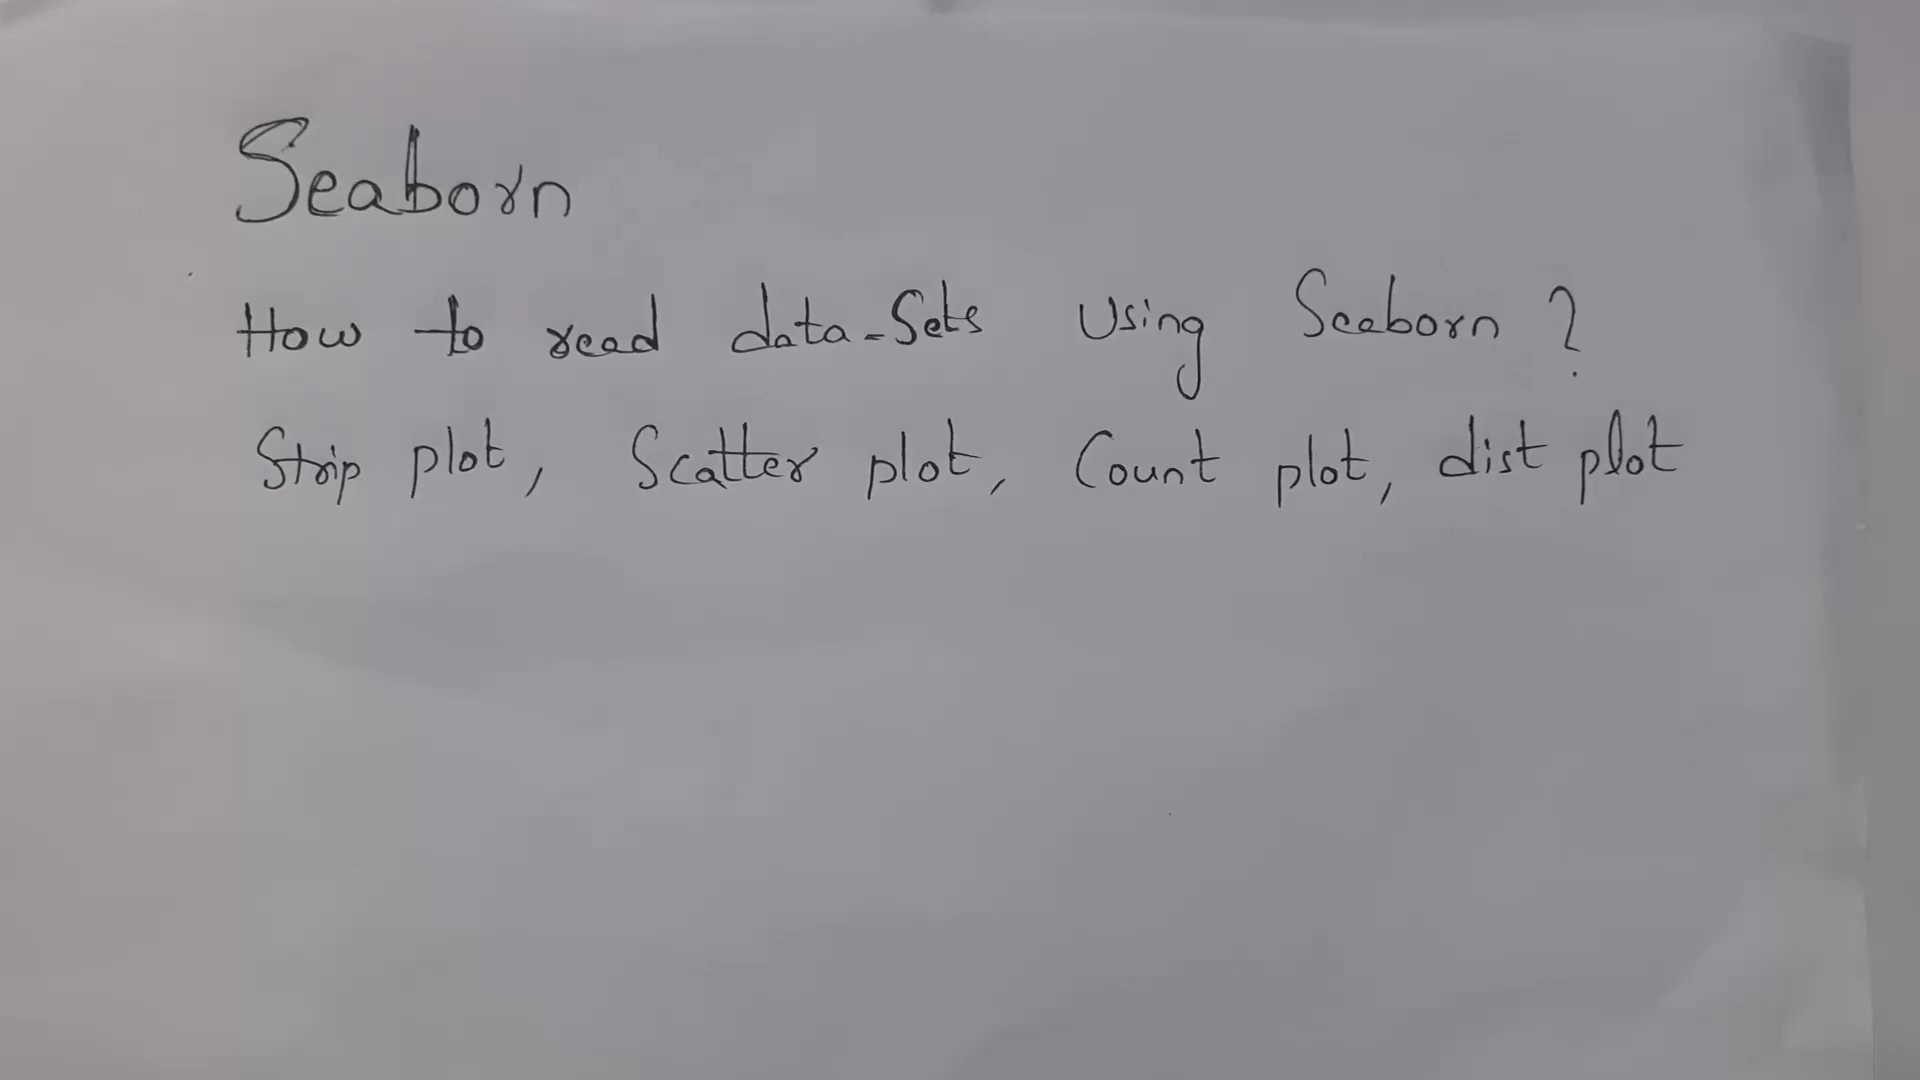 Seaborn
How to read data-Sets Using Seaborn ?
Strip plot, Scatter plot, Count plot, dist plot